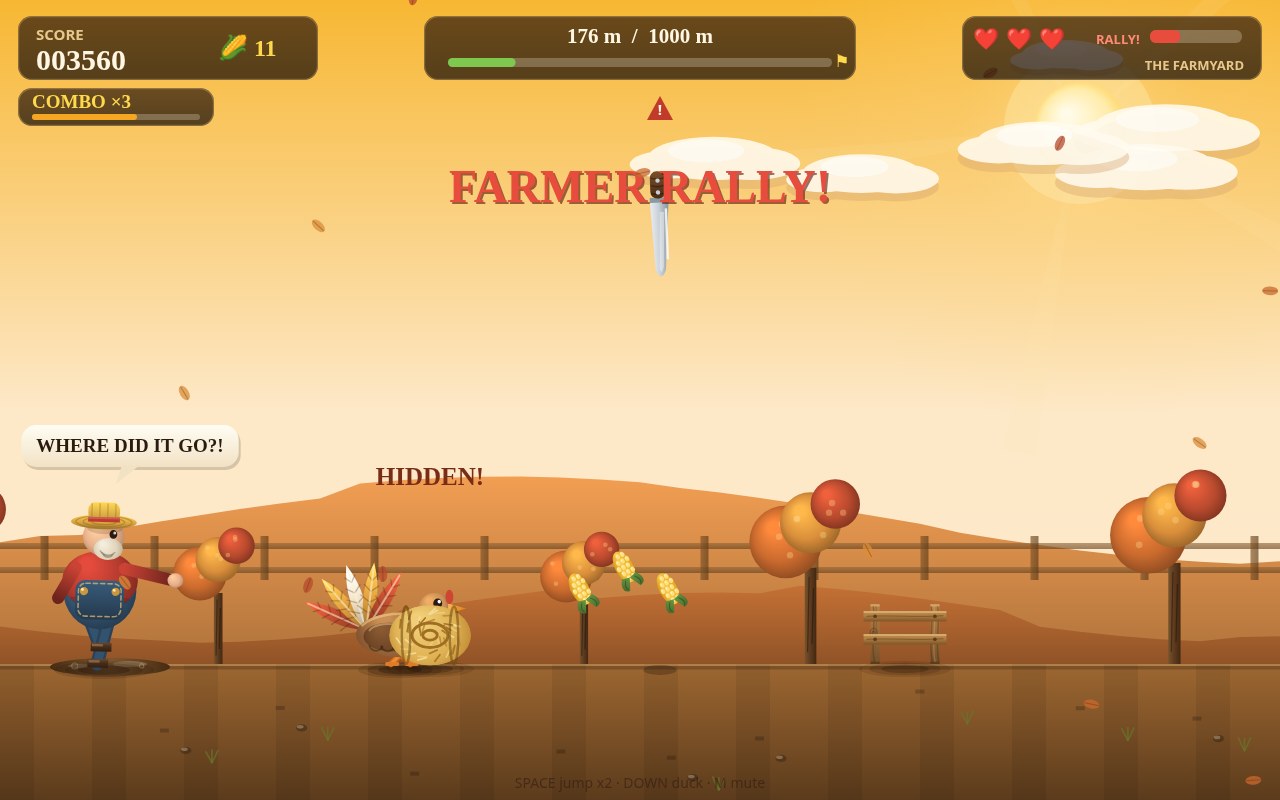 SCORE
003560
11
176 m / 1000 m
RALLY!
THE FARMYARD
COMBO ×3
!
FARMER RALLY!
WHERE DID IT GO?!
HIDDEN!
SPACE jump x2 · DOWN duck · M mute